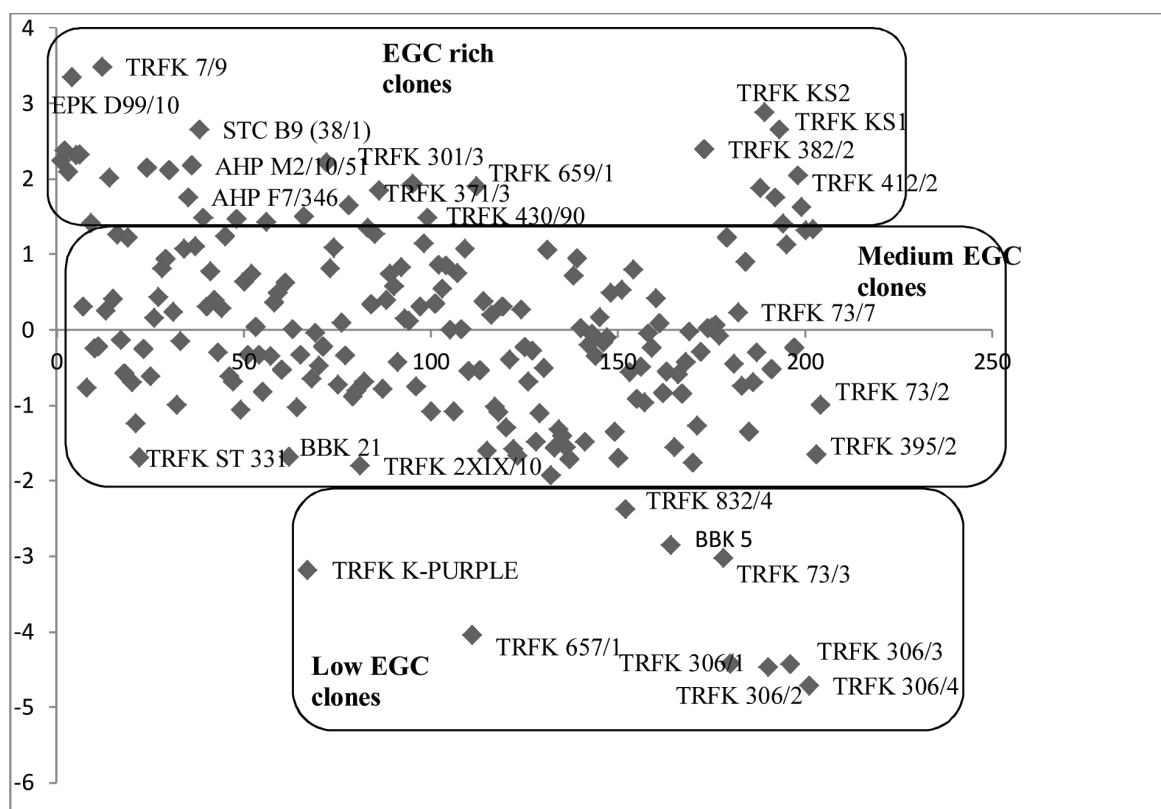 4
EGC rich
clones
TRFK 7/9
TRFK KS2
3
EPK D99/10
STC B9 (38/1)
TRFK KS1
TRFK 301/3
TRFK 382/2
AHP M2/10/51
TRFK 659/1
TRFK 412/2
2
AHP F7/346
TRFK 371/3
TRFK 430/90
1
Medium EGC
clones
TRFK 73/7
0
0
50
100
150
200
250
-1
TRFK 73/2
TRFK ST 331
BBK 21
TRFK 2XIX/10
TRFK 395/2
-2
TRFK 832/4
BBK 5
-3
TRFK K-PURPLE
TRFK 73/3
-4
TRFK 657/1
TRFK 306/1
TRFK 306/3
Low EGC
clones
TRFK 306/2
TRFK 306/4
-5
-6